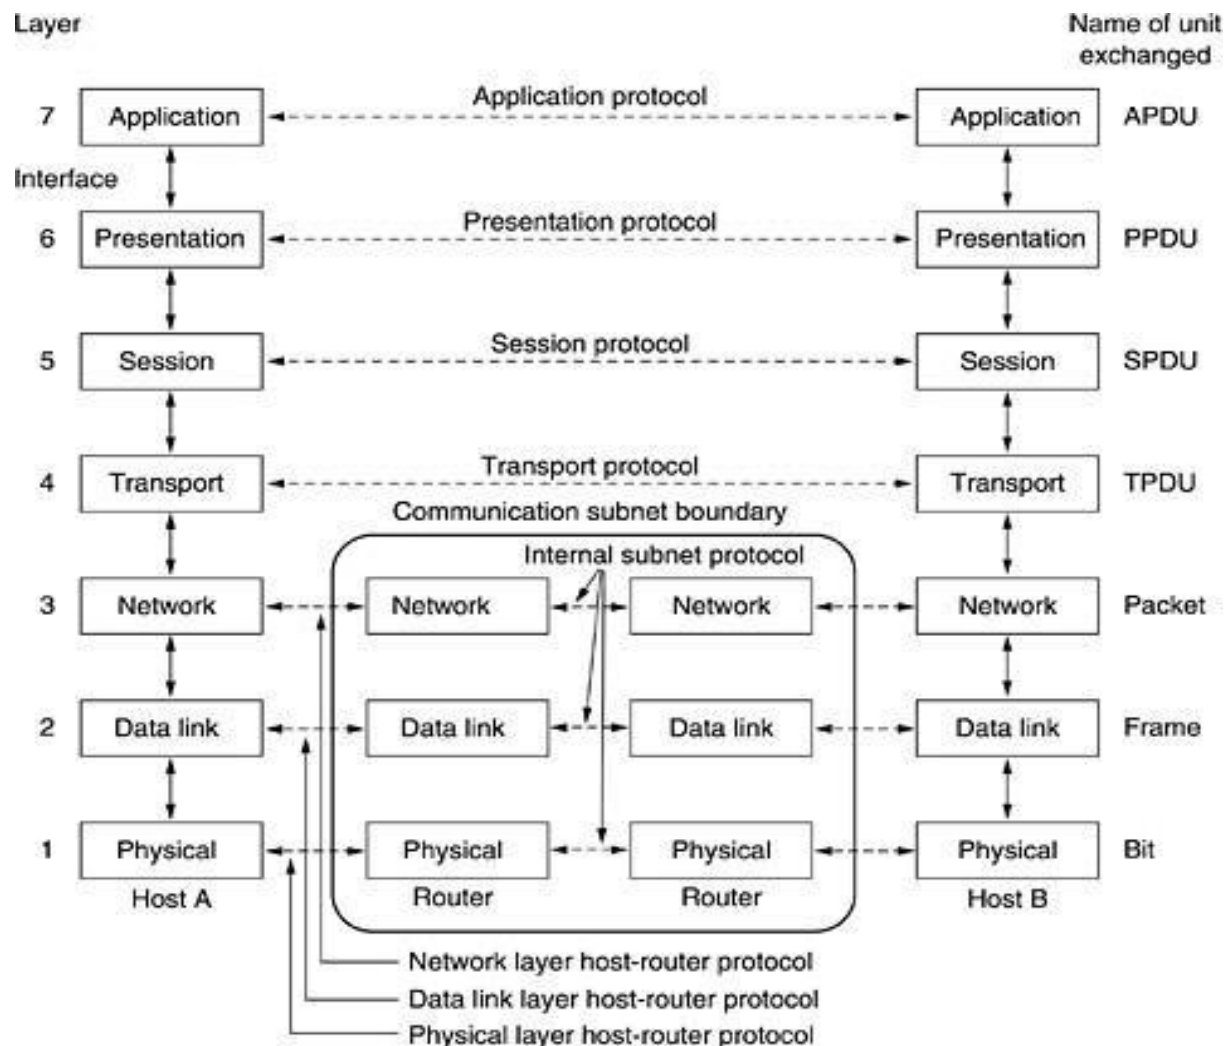 Layer
Name of unit
exchanged
7 Application Application protocol Application APDU
Interface
6 Presentation Presentation protocol Presentation PPDU
5 Session Session protocol Session SPDU
4 Transport Transport protocol Transport TPDU
Communication subnet boundary
Internal subnet protocol
3 Network Network Network Network Packet
2 Data link Data link Data link Data link Frame
1 Physical Physical Physical Physical Bit
Host A Router Router Host B
Network layer host-router protocol
Data link layer host-router protocol
Physical layer host-router protocol